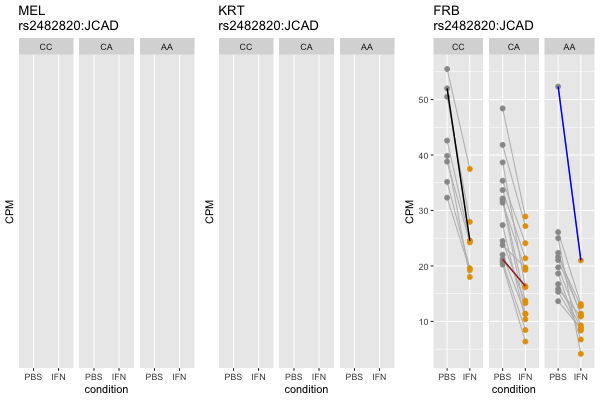 MEL
rs2482820:JCAD
CC CA AA
CPM
PBS IFN PBS IFN PBS IFN
condition
KRT
rs2482820:JCAD
CC CA AA
CPM
PBS IFN PBS IFN PBS IFN
condition
FRB
rs2482820:JCAD
CC CA AA
CPM
50
40
30
20
10
PBS IFN PBS IFN PBS IFN
condition